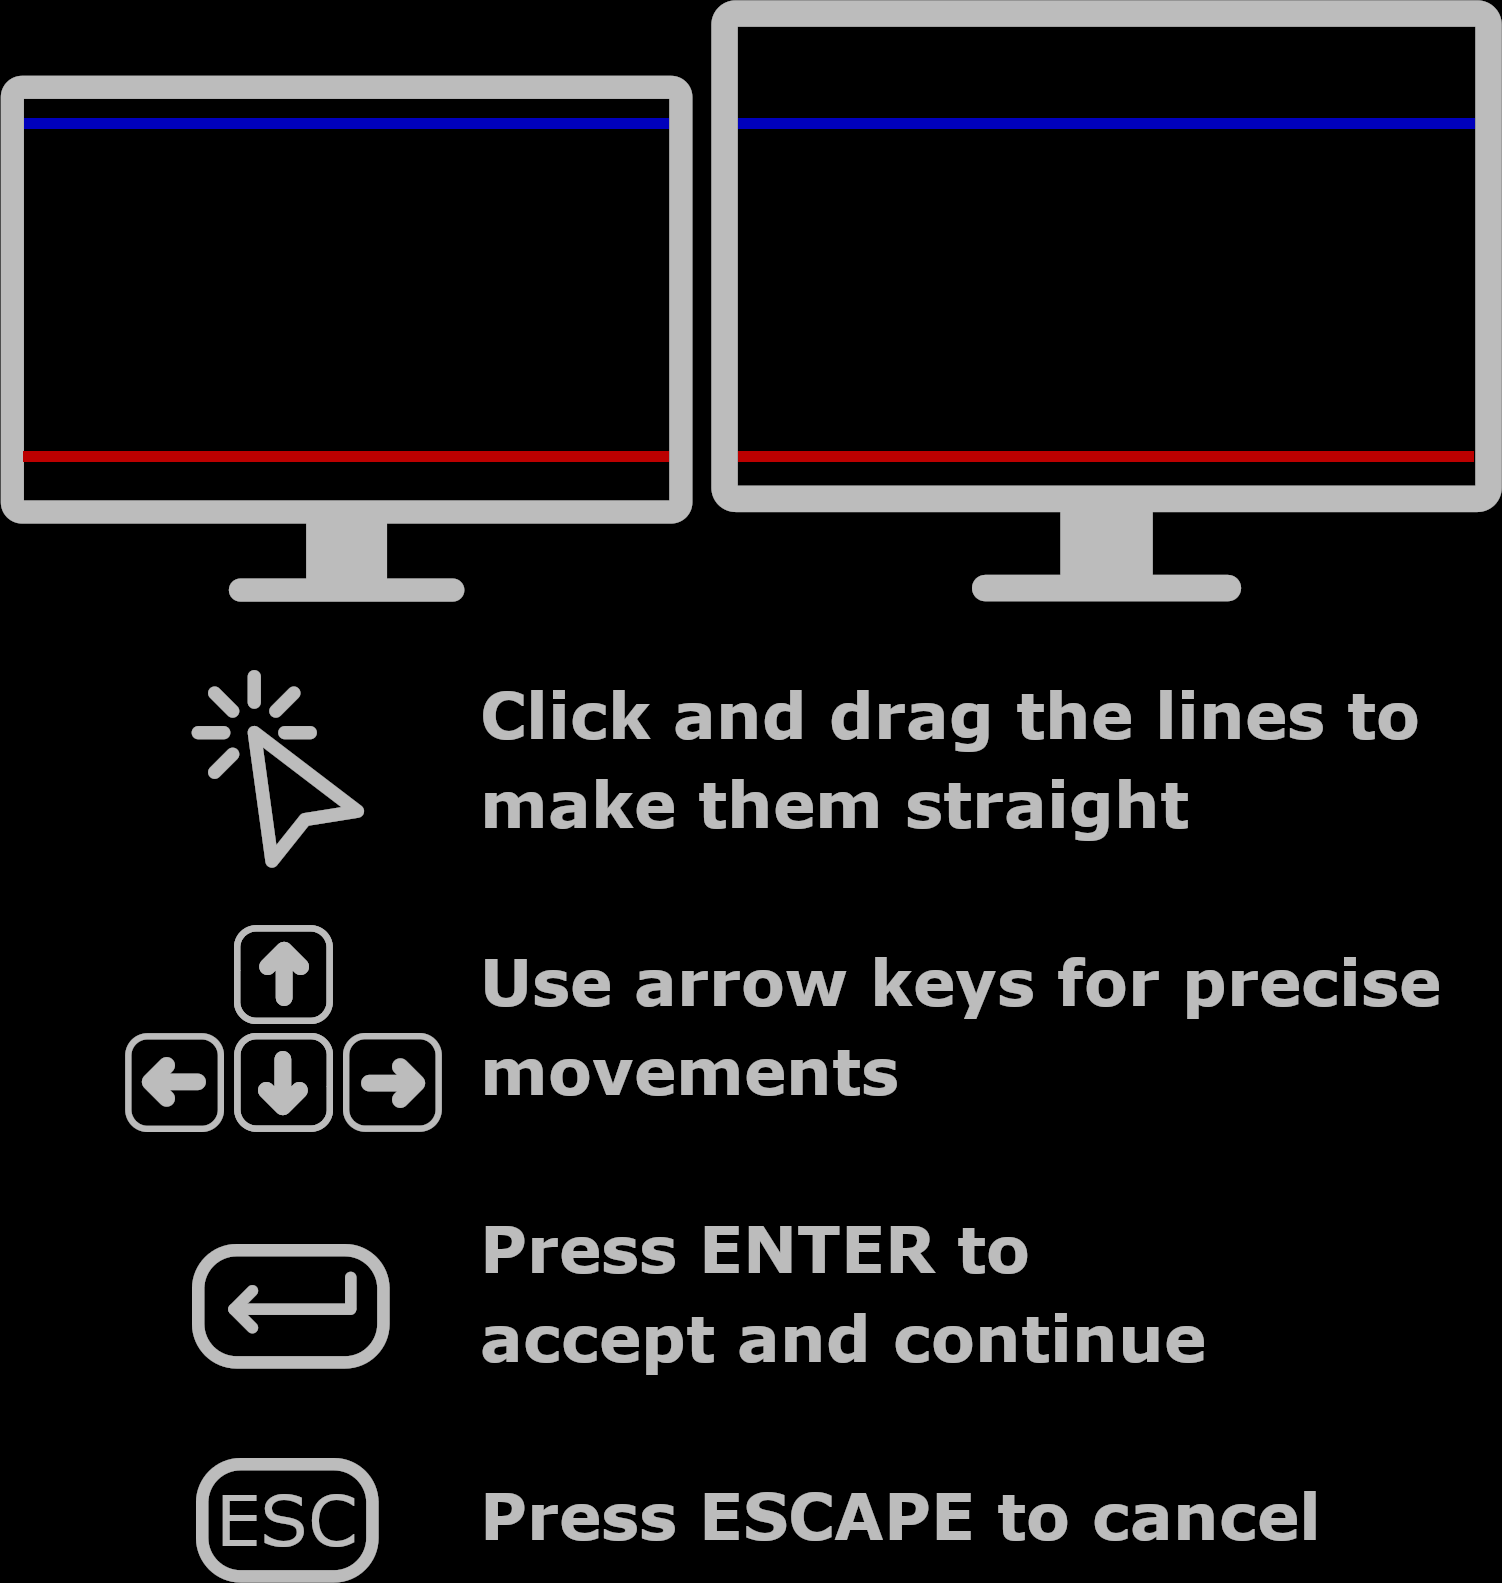 Click and drag the lines to
make them straight
Use arrow keys for precise
movements
Press ENTER to
accept and continue
ESC
Press ESCAPE to cancel